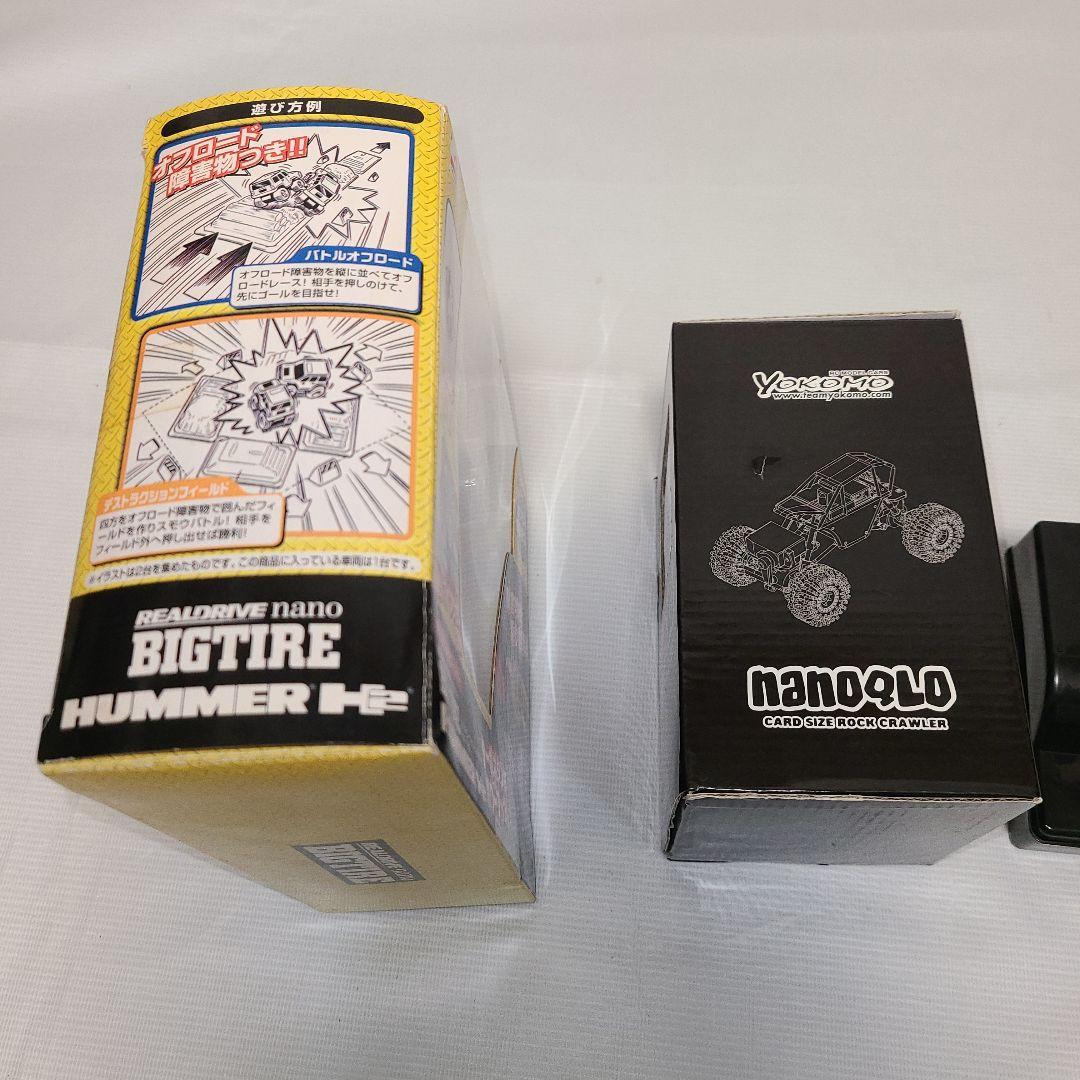 遊び方例
オフロード
障害物つき!!
バトルオフロード
オフロード障害物を縦に並べてオフ
ロードレース！相手を押しのけて、
先にゴールを目指せ！
デストラクションフィールド
四方をオフロード障害物で囲んだフィ
ールドを作りスモウバトル！相手を
フィールド外へ押し出せば勝利！
※イラストは2台を集めたものです。この商品に入っている車両は1台です。
REALDRIVE nano
BIGTIRE
HUMMER H2
REALDRIVE nano
BIGTIRE
RC MODEL CARS
YOKOMO
www.teamyokomo.com
nanoQLO
CARD SIZE ROCK CRAWLER